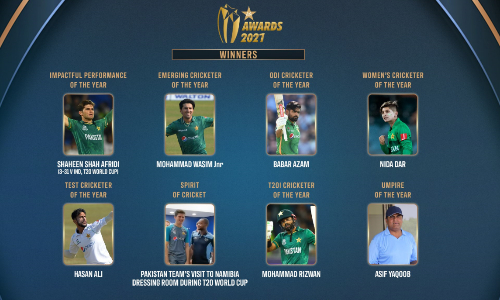 AWARDS
2021
WINNERS
IMPACTFUL PERFORMANCE
OF THE YEAR
EMERGING CRICKETER
OF THE YEAR
ODI CRICKETER
OF THE YEAR
WOMEN'S CRICKETER
OF THE YEAR
SHAHEEN SHAH AFRIDI
(3-31 V IND, T20 WORLD CUP)
MOHAMMAD WASIM Jnr
BABAR AZAM
NIDA DAR
TEST CRICKETER
OF THE YEAR
SPIRIT
OF CRICKET
T20I CRICKETER
OF THE YEAR
UMPIRE
OF THE YEAR
HASAN ALI
PAKISTAN TEAM'S VISIT TO NAMIBIA
DRESSING ROOM DURING T20 WORLD CUP
MOHAMMAD RIZWAN
ASIF YAQOOB